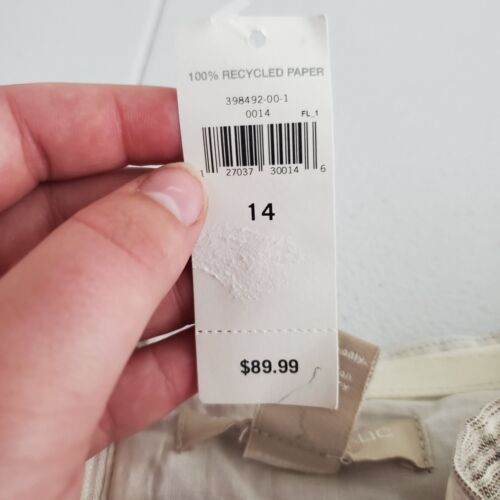 100% RECYCLED PAPER
398492-00-1
0014 FL_1
1 27037 30014 6
14
$89.99